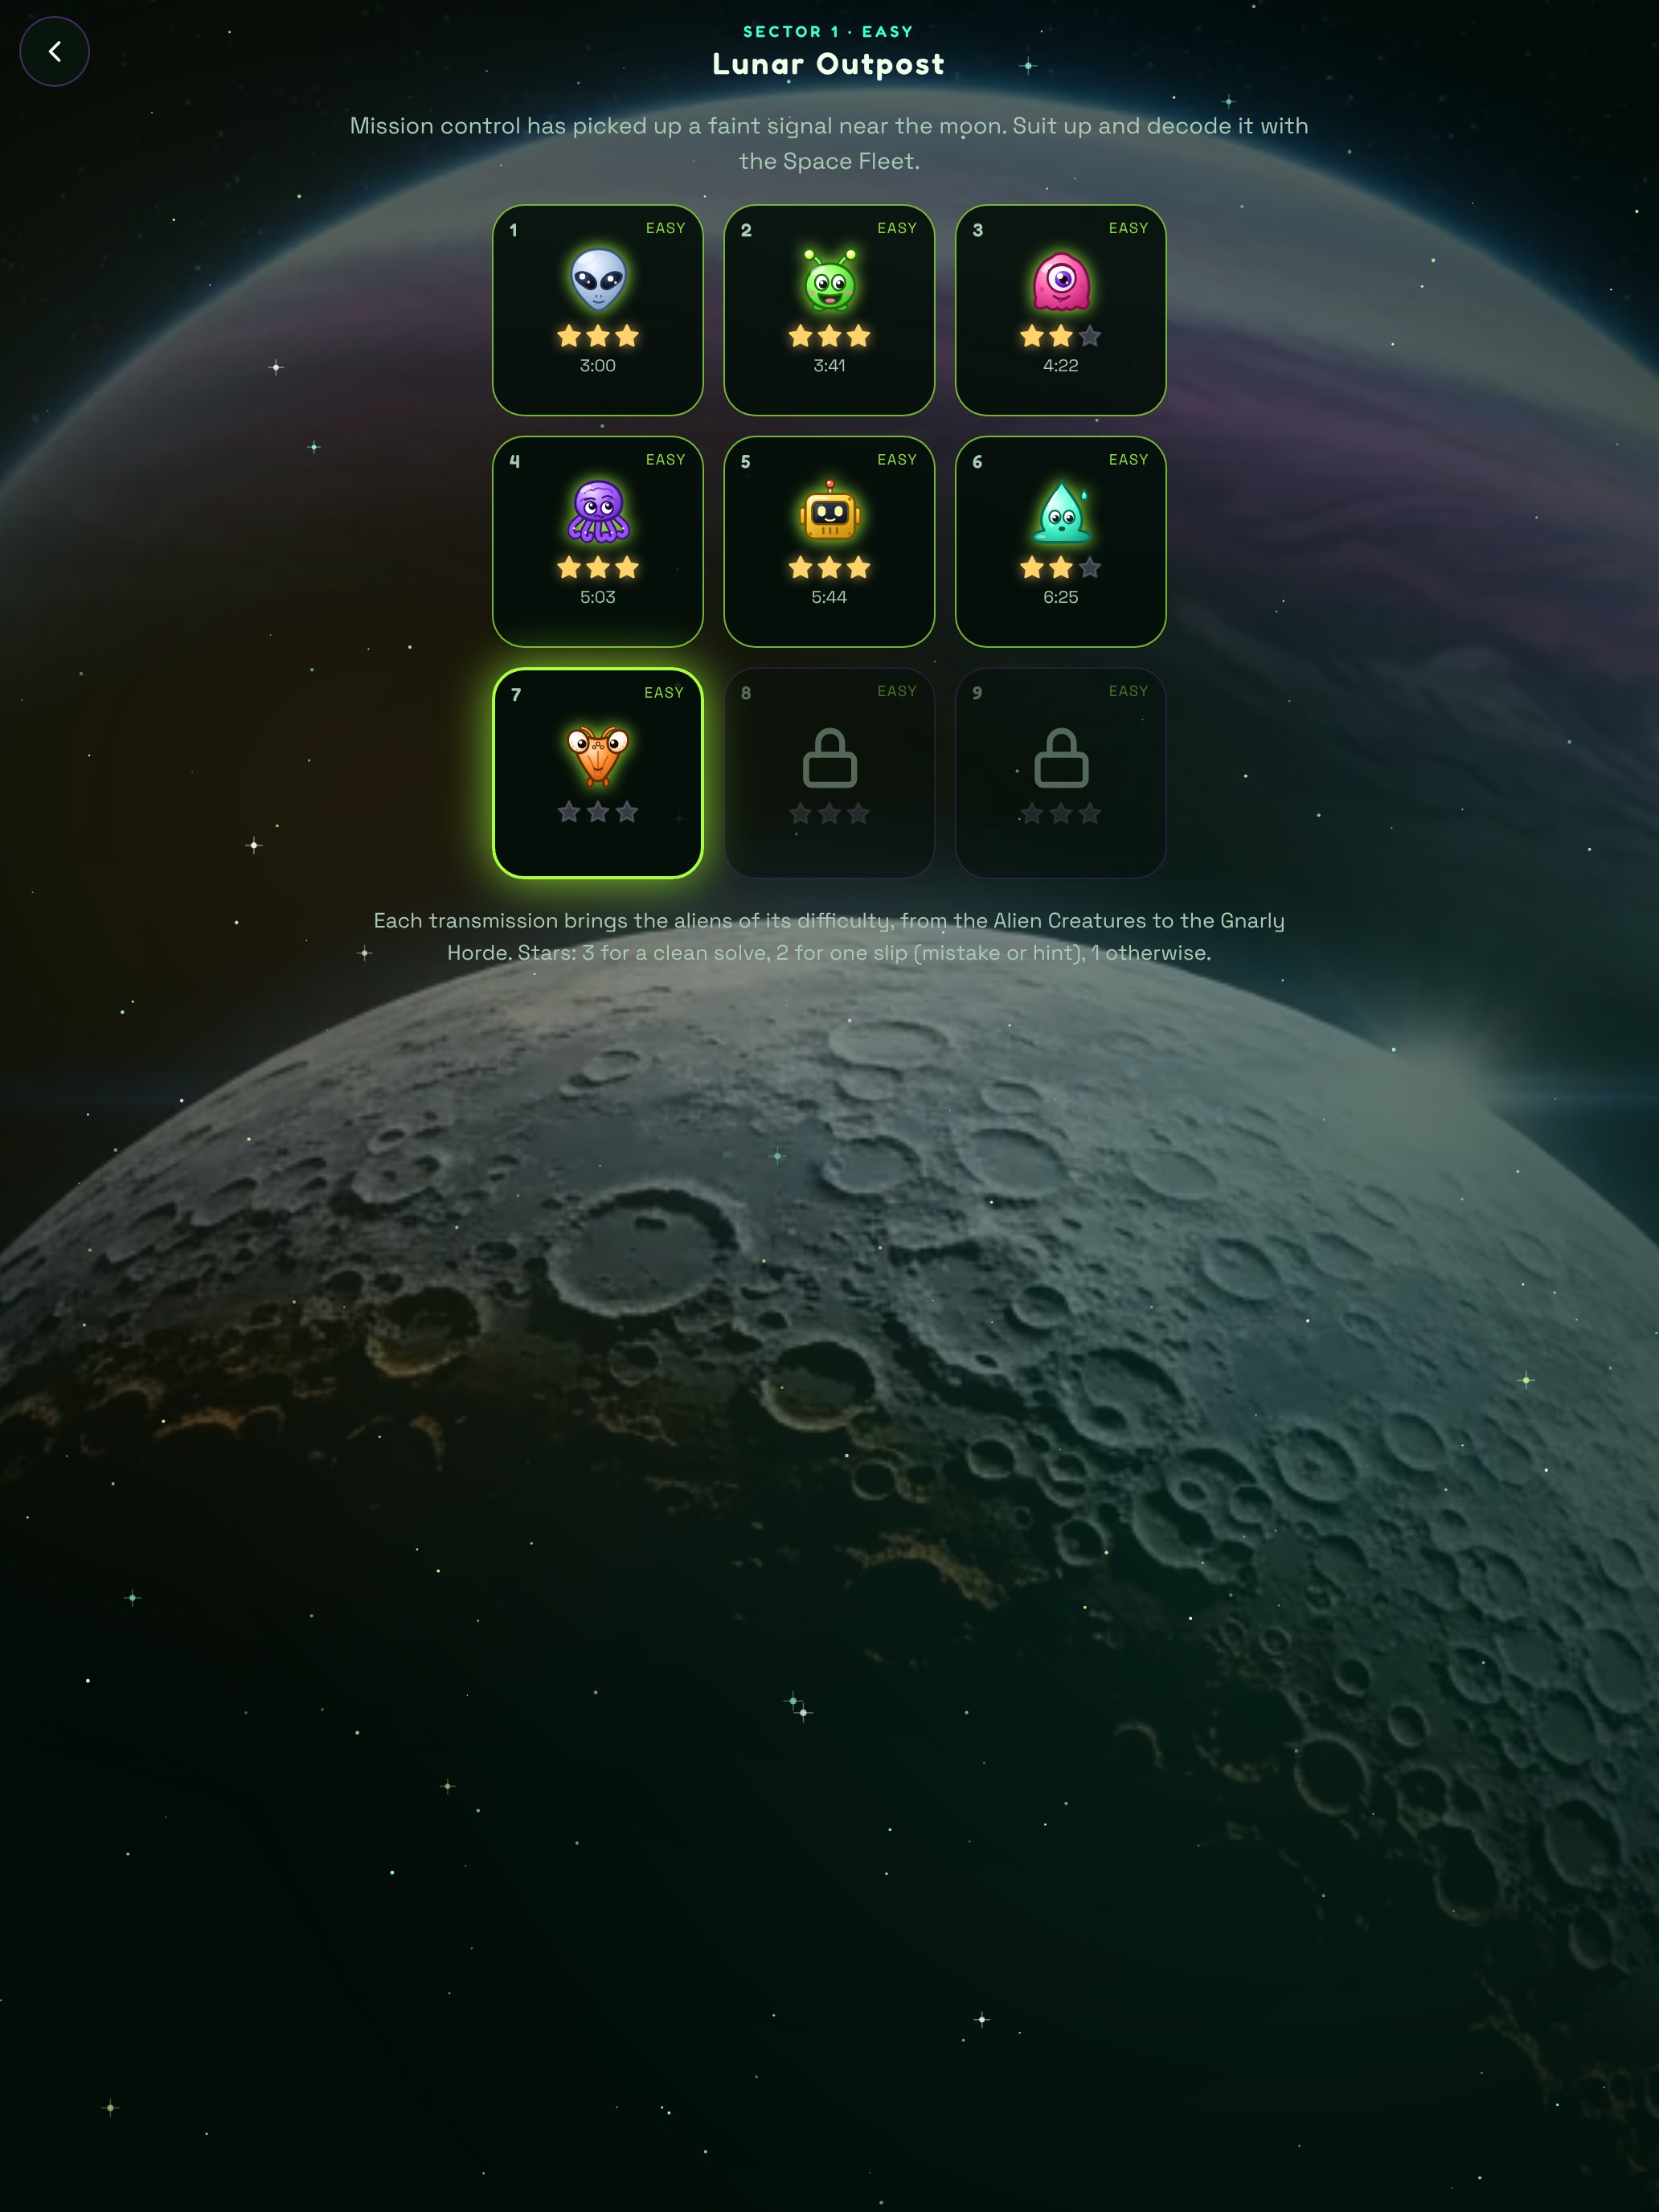 SECTOR 1 · EASY
Lunar Outpost
Mission control has picked up a faint signal near the moon. Suit up and decode it with
the Space Fleet.
1 EASY
3:00
2 EASY
3:41
3 EASY
4:22
4 EASY
5:03
5 EASY
5:44
6 EASY
6:25
7 EASY
8 EASY
9 EASY
Each transmission brings the aliens of its difficulty, from the Alien Creatures to the Gnarly
Horde. Stars: 3 for a clean solve, 2 for one slip (mistake or hint), 1 otherwise.